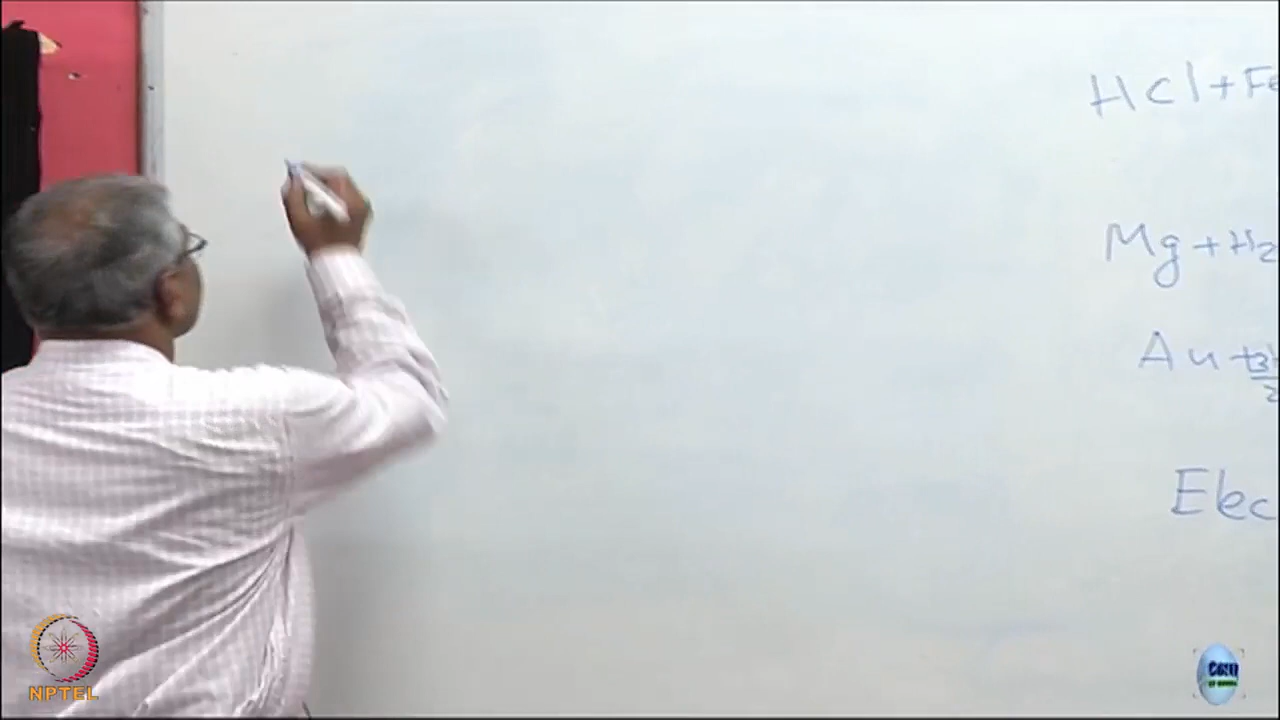 HCl + Fe
Mg + H2
Au +
Elec
NPTEL